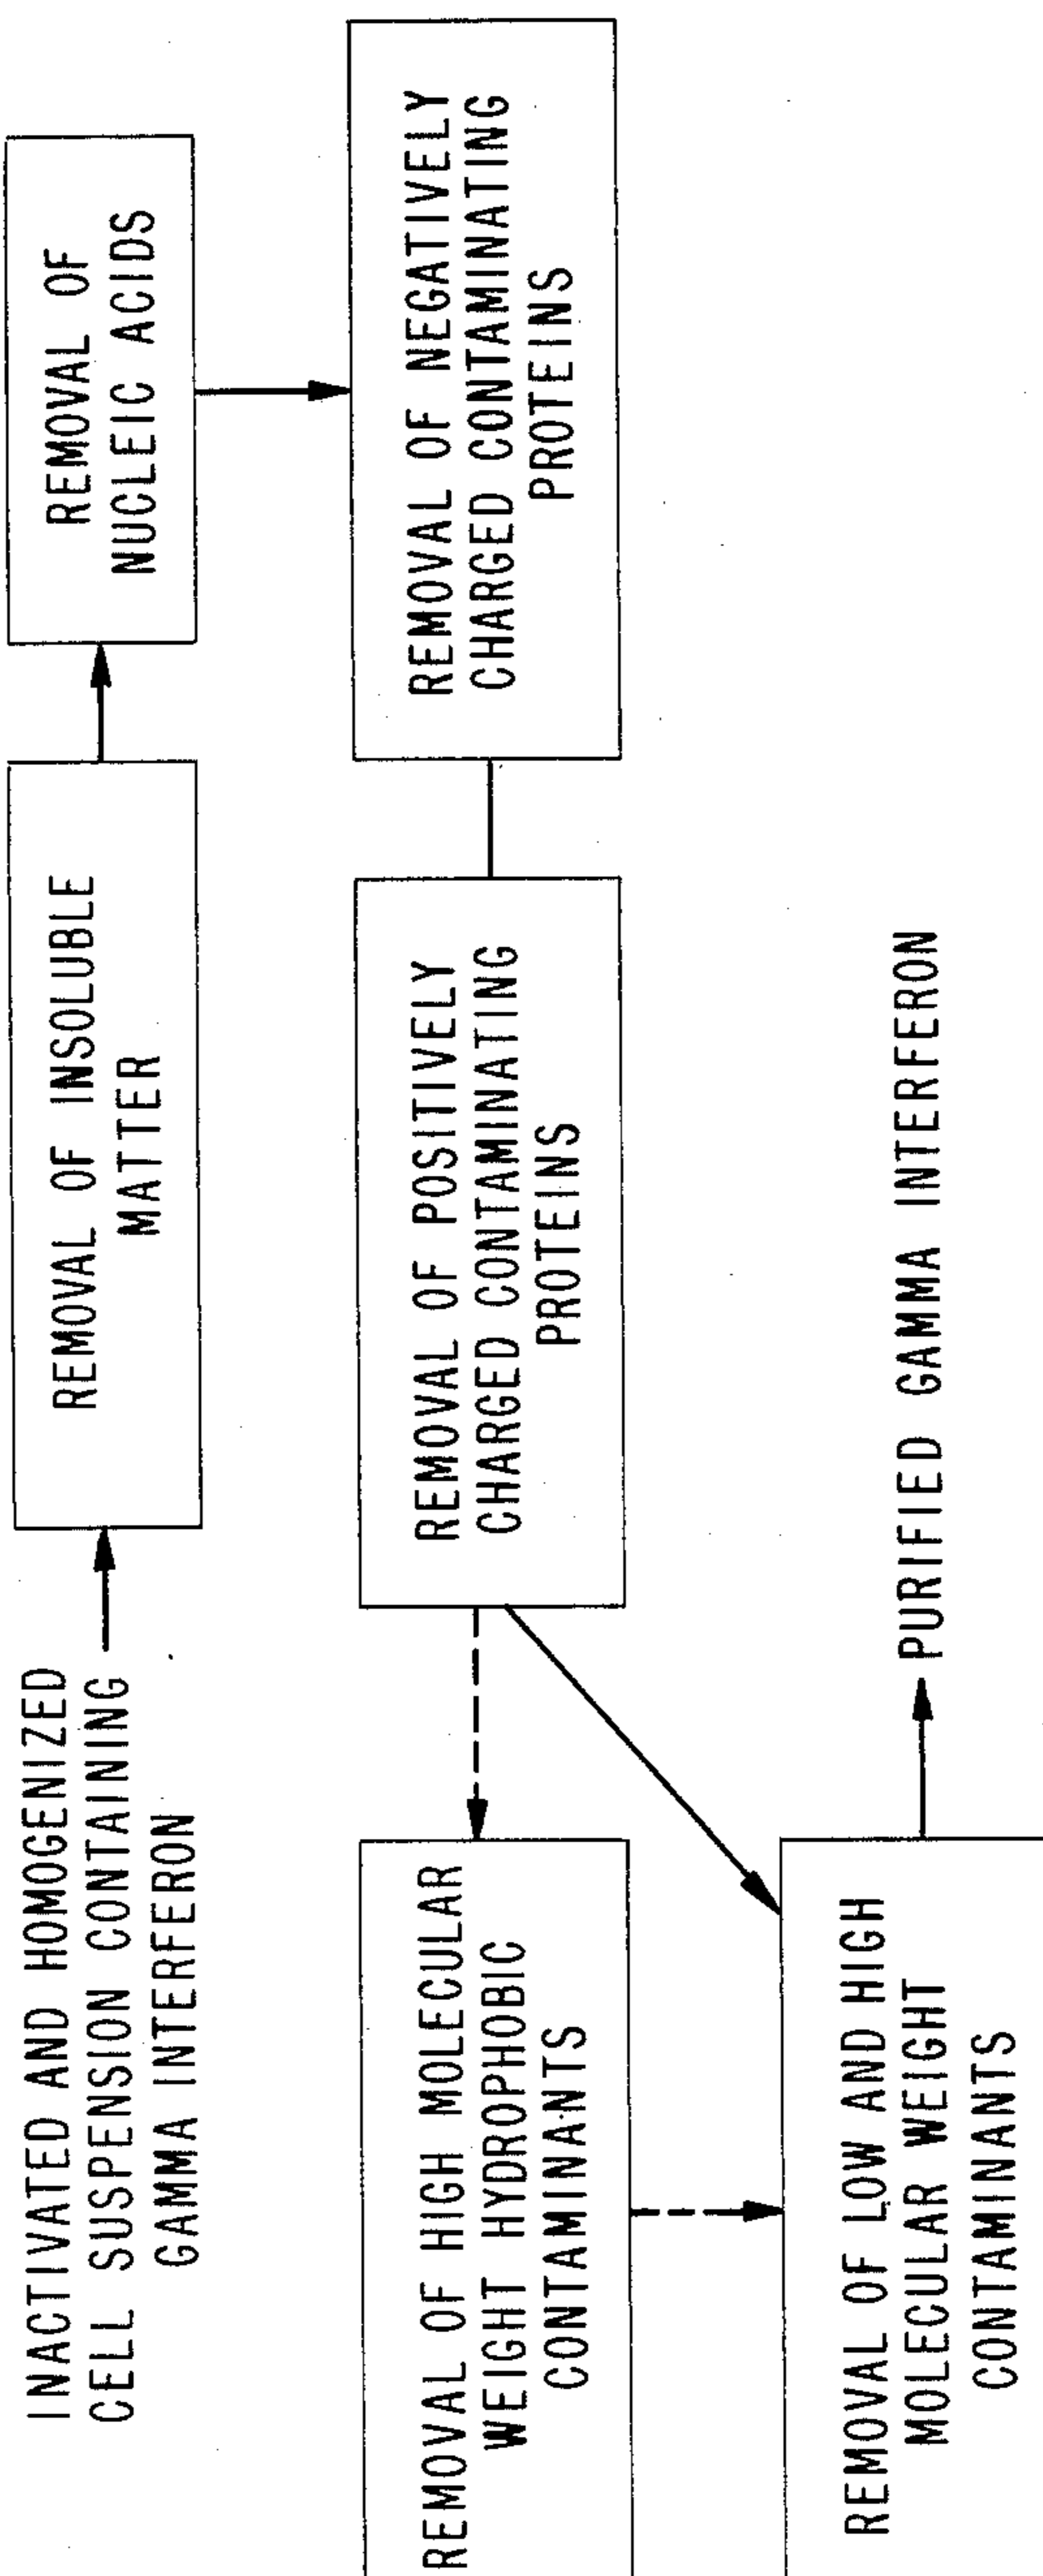 INACTIVATED AND HOMOGENIZED
CELL SUSPENSION CONTAINING
GAMMA INTERFERON
REMOVAL OF INSOLUBLE
MATTER
REMOVAL OF
NUCLEIC ACIDS
REMOVAL OF NEGATIVELY
CHARGED CONTAMINATING
PROTEINS
REMOVAL OF POSITIVELY
CHARGED CONTAMINATING
PROTEINS
REMOVAL OF HIGH MOLECULAR
WEIGHT HYDROPHOBIC
CONTAMINANTS
REMOVAL OF LOW AND HIGH
MOLECULAR WEIGHT
CONTAMINANTS
PURIFIED GAMMA INTERFERON